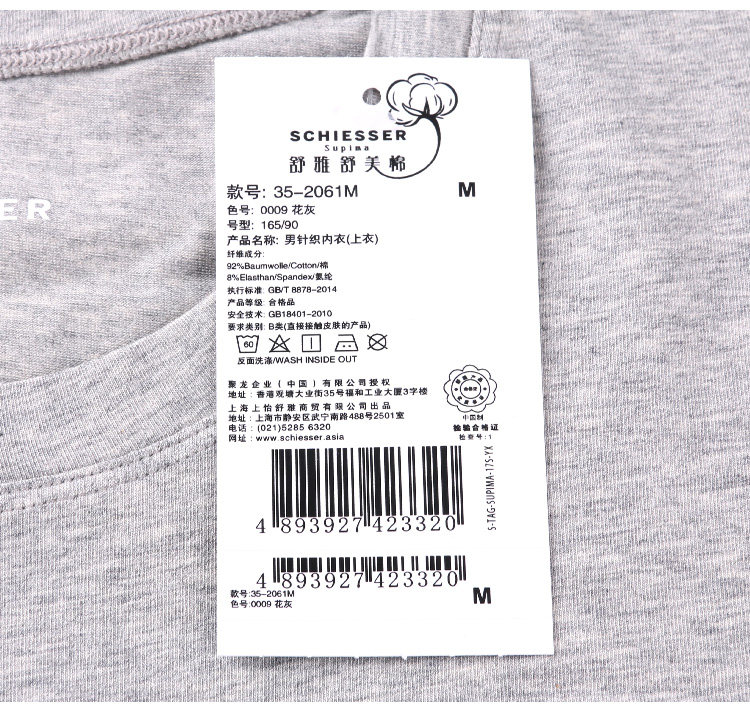 SSER
SCHIESSER
Supima
舒雅舒美棉
款号: 35-2061M M
色号: 0009 花灰
号型: 165/90
产品名称: 男针织内衣(上衣)
纤维成分:
92%Baumwolle/Cotton/棉
8%Elasthan/Spandex/氨纶
执行标准: GB/T 8878-2014
产品等级: 合格品
安全技术: GB18401-2010
要求类别: B类(直接接触皮肤的产品)
60
反面洗涤/WASH INSIDE OUT
聚龙企业(中国)有限公司授权
地址: 香港观塘大业街35号福和工业大厦3字楼
上海上怡舒雅商贸有限公司出品
地址: 上海市静安区武宁南路488号2501室
电话: (021)5285 6320
网址: www.schiesser.asia
中国制
检验合格证
检查号: 1
S-TAG-SUPIMA-17S-YX
4 893927 423320
4 893927 423320
款号:35-2061M
色号:0009 花灰
M